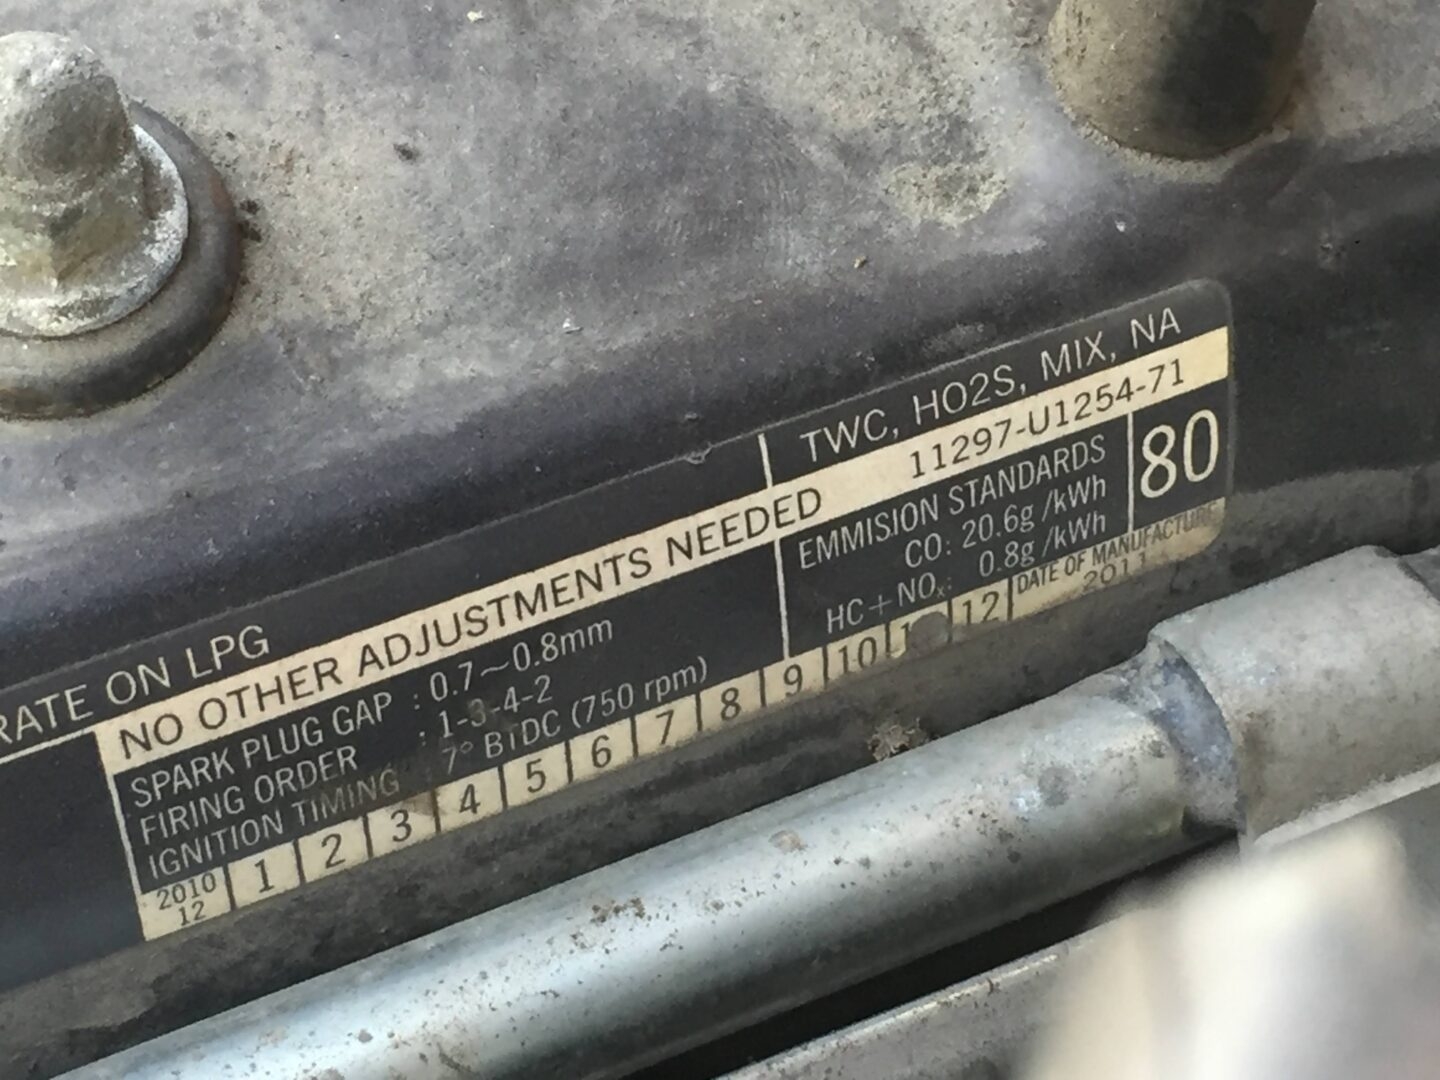 RATE ON LPG
TWC, HO2S, MIX, NA
NO OTHER ADJUSTMENTS NEEDED 11297-U1254-71
SPARK PLUG GAP : 0.7~0.8mm
FIRING ORDER : 1-3-4-2
IGNITION TIMING : 7° BTDC (750 rpm)
EMMISION STANDARDS
CO: 20.6g /kWh
HC+NOx: 0.8g /kWh
80
2010 12 1 2 3 4 5 6 7 8 9 10 12
DATE OF MANUFACTURE
2011